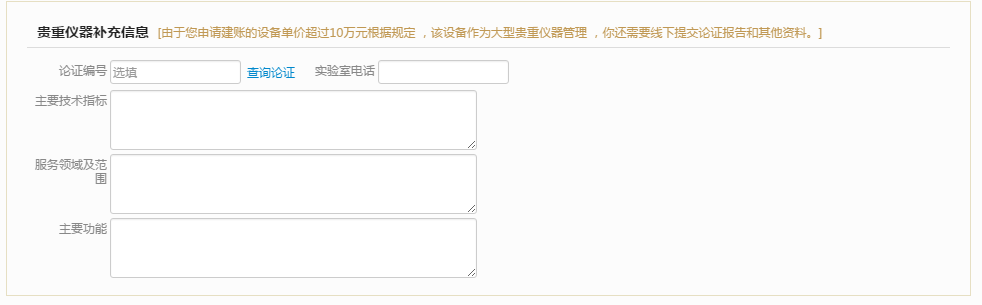 贵重仪器补充信息 [由于您申请建账的设备单价超过10万元根据规定 ，该设备作为大型贵重仪器管理 ，你还需要线下提交论证报告和其他资料。]
论证编号 选填 查询论证 实验室电话
主要技术指标
服务领域及范
围
主要功能